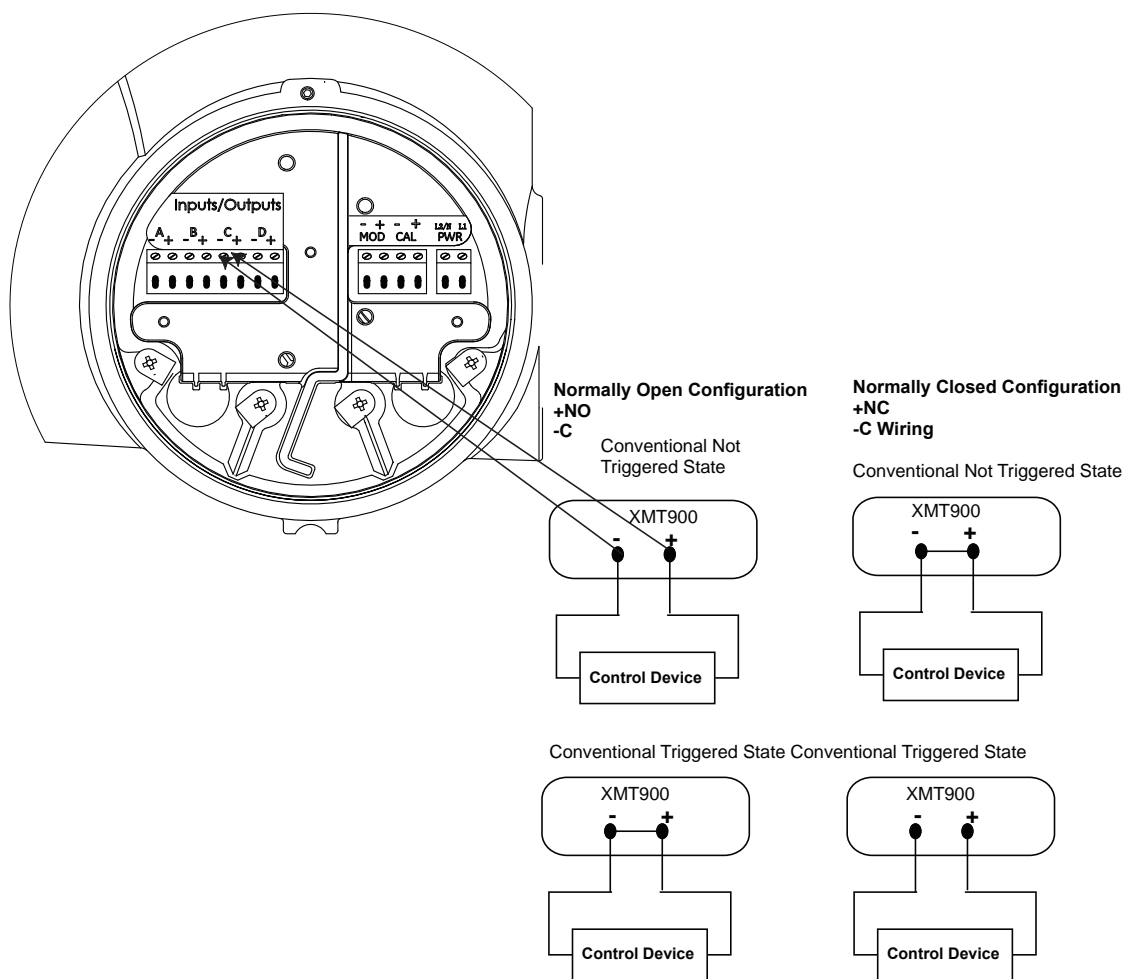 Inputs/Outputs
A B C D
- + - + - + - +
- + - + L2/N L1
MOD CAL PWR
Normally Open Configuration
+NO
-C
Conventional Not
Triggered State
XMT900
- +
Control Device
Normally Closed Configuration
+NC
-C Wiring
Conventional Not Triggered State
XMT900
- +
Control Device
Conventional Triggered State Conventional Triggered State
XMT900
- +
Control Device
XMT900
- +
Control Device